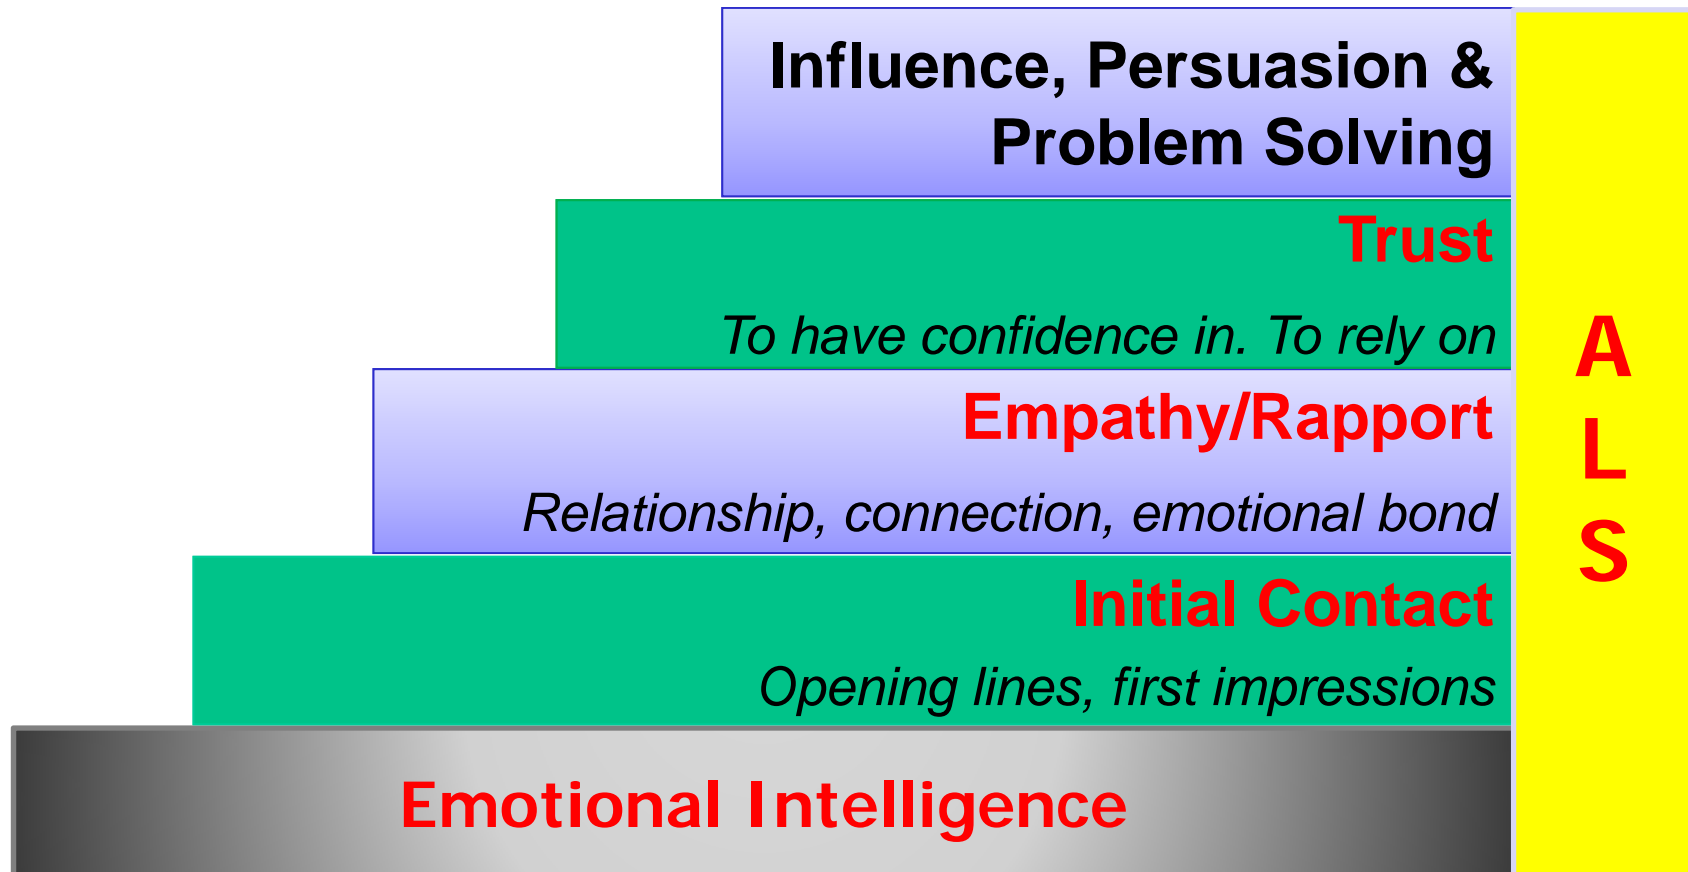 Influence, Persuasion &
Problem Solving
Trust
To have confidence in. To rely on
Empathy/Rapport
Relationship, connection, emotional bond
Initial Contact
Opening lines, first impressions
Emotional Intelligence
A
L
S